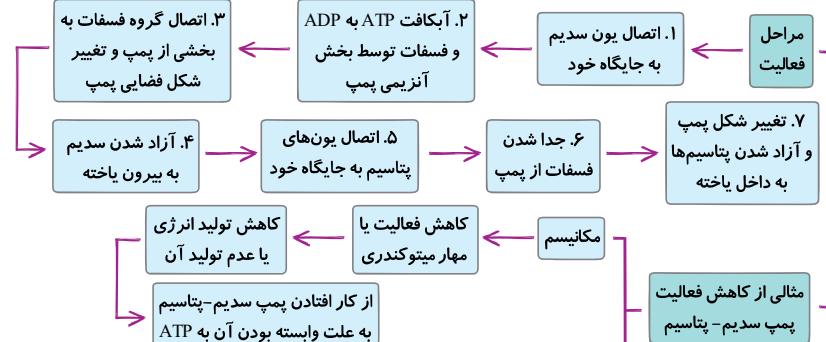 مراحل
فعالیت
۱. اتصال یون سدیم
به جایگاه خود
۲. آبکافت ATP به ADP
و فسفات توسط بخش
آنزیمی پمپ
۳. اتصال گروه فسفات به
بخشی از پمپ و تغییر
شکل فضایی پمپ
۴. آزاد شدن سدیم
به بیرون یاخته
۵. اتصال یون‌های
پتاسیم به جایگاه خود
۶. جدا شدن
فسفات از پمپ
۷. تغییر شکل پمپ
و آزاد شدن پتاسیم‌ها
به داخل یاخته
مثالی از کاهش فعالیت
پمپ سدیم- پتاسیم
مکانیسم
کاهش فعالیت یا
مهار میتوکندری
کاهش تولید انرژی
یا عدم تولید آن
از کار افتادن پمپ سدیم-پتاسیم
به علت وابسته بودن آن به ATP